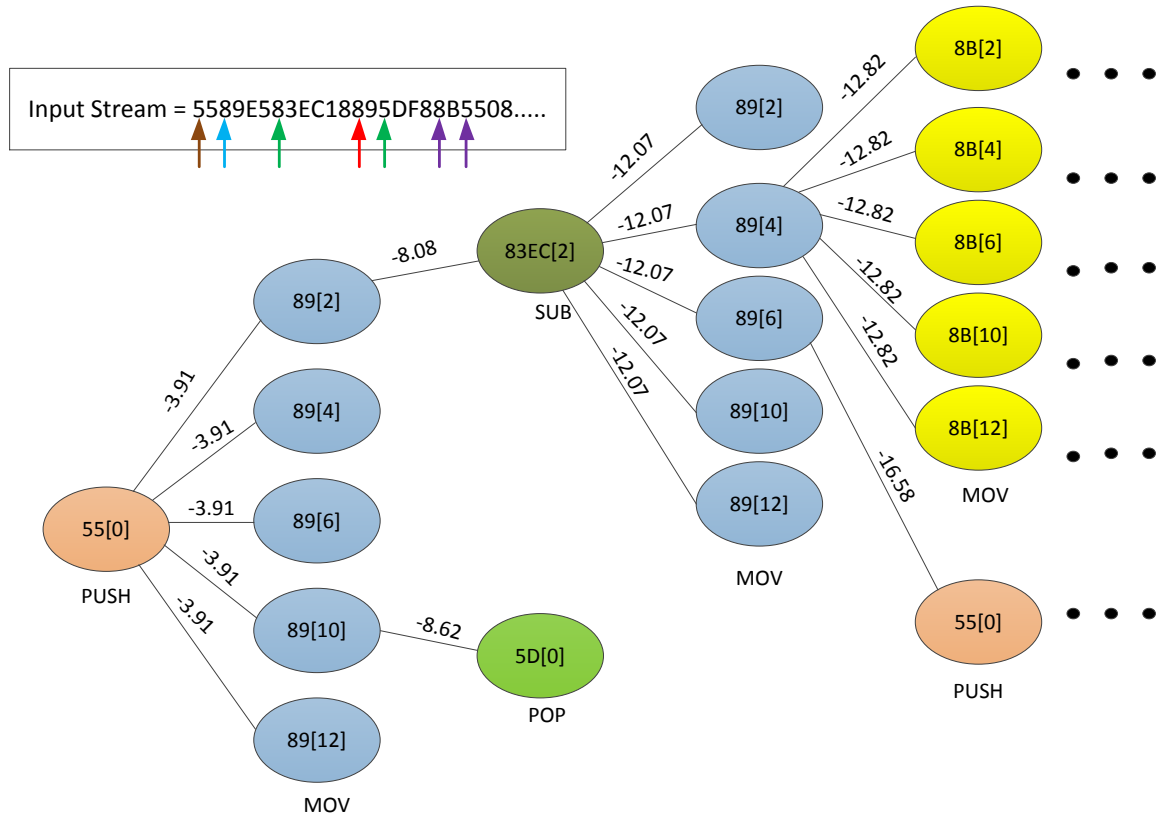 Input Stream = 5589E583EC18895DF88B5508.....
55[0]
PUSH
-3.91
-3.91
-3.91
-3.91
-3.91
89[2]
89[4]
89[6]
89[10]
89[12]
MOV
-8.08
-8.62
83EC[2]
SUB
5D[0]
POP
-12.07
-12.07
-12.07
-12.07
-12.07
89[2]
89[4]
89[6]
89[10]
89[12]
MOV
-12.82
-12.82
-12.82
-12.82
-12.82
-16.58
8B[2]
8B[4]
8B[6]
8B[10]
8B[12]
MOV
55[0]
PUSH